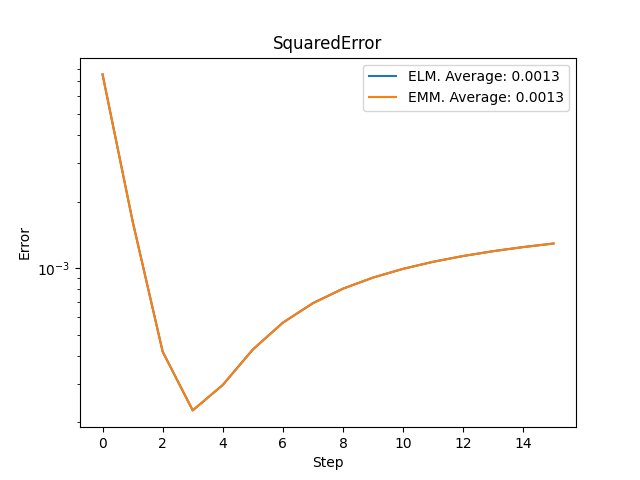 SquaredError
ELM. Average: 0.0013
EMM. Average: 0.0013
Error
10⁻³
0 2 4 6 8 10 12 14
Step